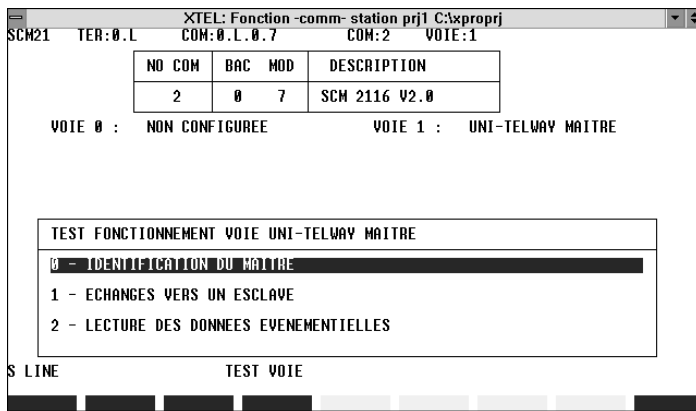 XTEL: Fonction -comm- station prj1 C:\xproprj
SCM21 TER:0.L COM:0.L.0.7 COM:2 VOIE:1
NO COM BAC MOD DESCRIPTION
2 0 7 SCM 2116 V2.0
VOIE 0 : NON CONFIGUREE VOIE 1 : UNI-TELWAY MAITRE
TEST FONCTIONNEMENT VOIE UNI-TELWAY MAITRE
0 - IDENTIFICATION DU MAITRE
1 - ECHANGES VERS UN ESCLAVE
2 - LECTURE DES DONNEES EVENEMENTIELLES
S LINE TEST VOIE